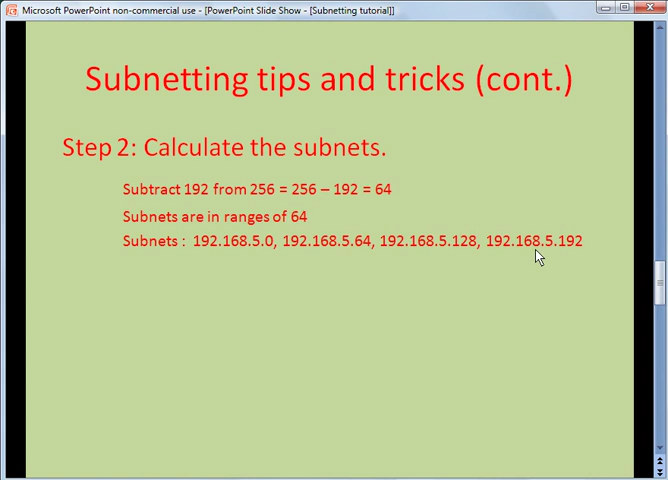 Microsoft PowerPoint non-commercial use - [PowerPoint Slide Show - [Subnetting tutorial]]
Subnetting tips and tricks (cont.)
Step 2: Calculate the subnets.
Subtract 192 from 256 = 256 – 192 = 64
Subnets are in ranges of 64
Subnets : 192.168.5.0, 192.168.5.64, 192.168.5.128, 192.168.5.192